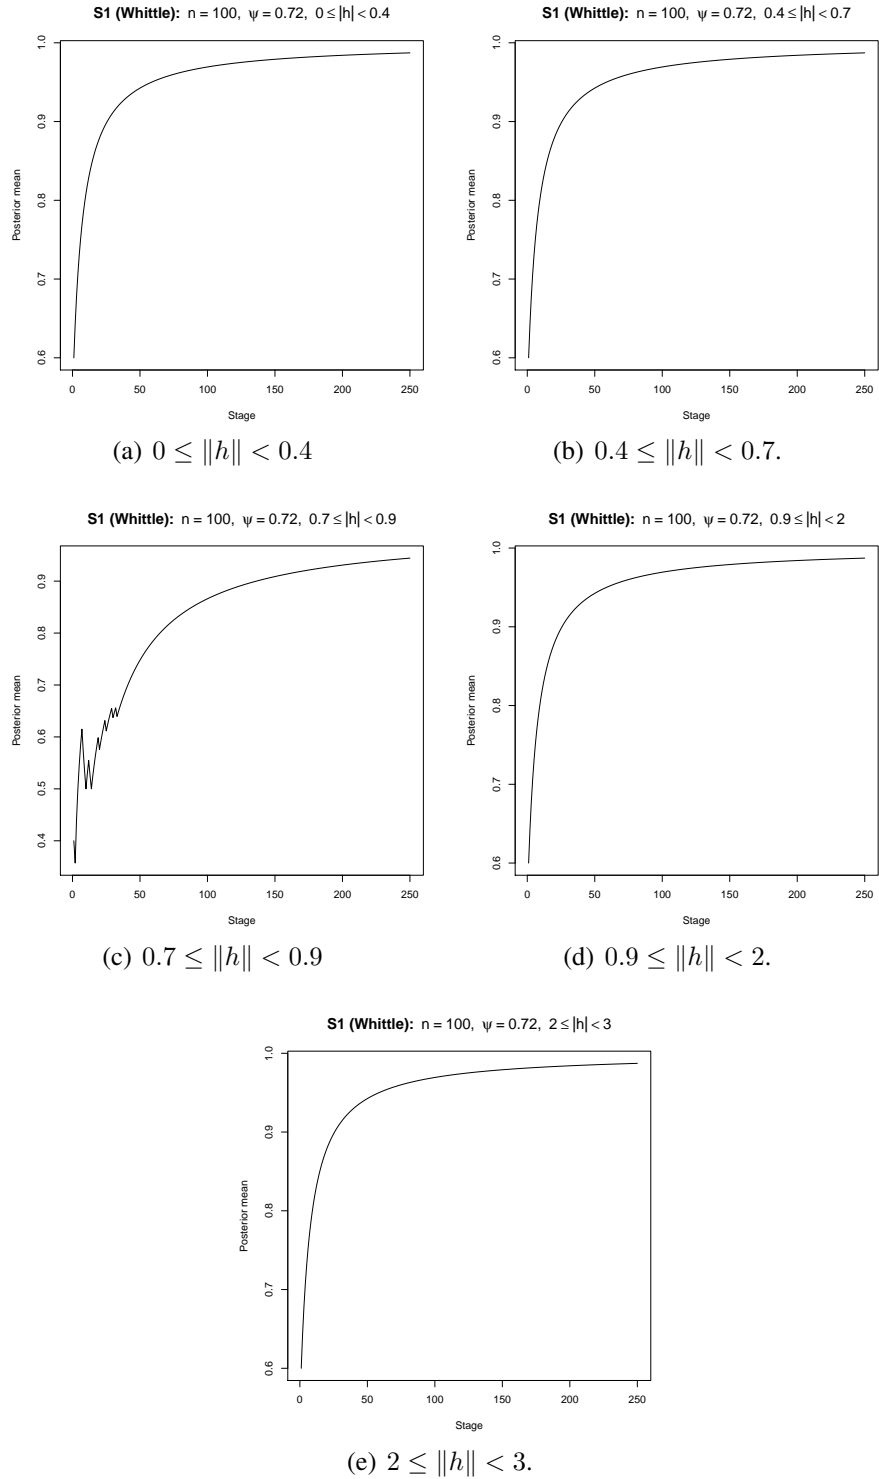 S1 (Whittle): n = 100, ψ = 0.72, 0 ≤ |h| < 0.4
Posterior mean
1.0
0.9
0.8
0.7
0.6
0 50 100 150 200 250
Stage
(a) 0 ≤ ‖h‖ < 0.4
S1 (Whittle): n = 100, ψ = 0.72, 0.4 ≤ |h| < 0.7
Posterior mean
1.0
0.9
0.8
0.7
0.6
0 50 100 150 200 250
Stage
(b) 0.4 ≤ ‖h‖ < 0.7.
S1 (Whittle): n = 100, ψ = 0.72, 0.7 ≤ |h| < 0.9
Posterior mean
0.9
0.8
0.7
0.6
0.5
0.4
0 50 100 150 200 250
Stage
(c) 0.7 ≤ ‖h‖ < 0.9
S1 (Whittle): n = 100, ψ = 0.72, 0.9 ≤ |h| < 2
Posterior mean
1.0
0.9
0.8
0.7
0.6
0 50 100 150 200 250
Stage
(d) 0.9 ≤ ‖h‖ < 2.
S1 (Whittle): n = 100, ψ = 0.72, 2 ≤ |h| < 3
Posterior mean
1.0
0.9
0.8
0.7
0.6
0 50 100 150 200 250
Stage
(e) 2 ≤ ‖h‖ < 3.